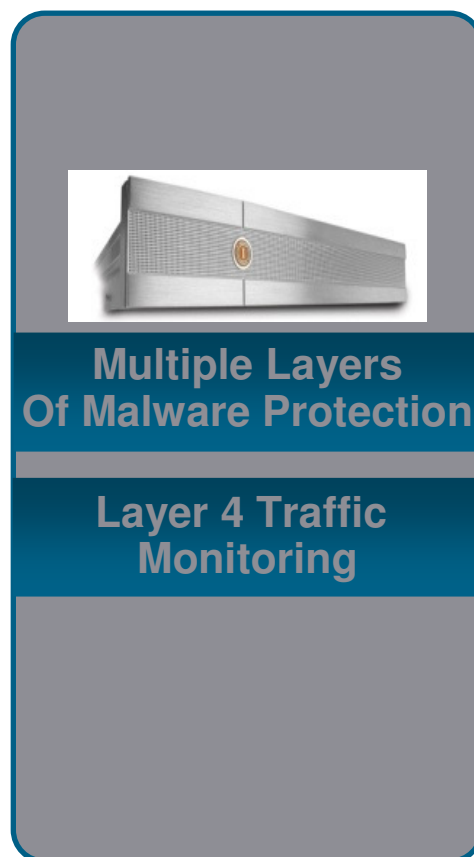 Multiple Layers
Of Malware Protection
Layer 4 Traffic
Monitoring